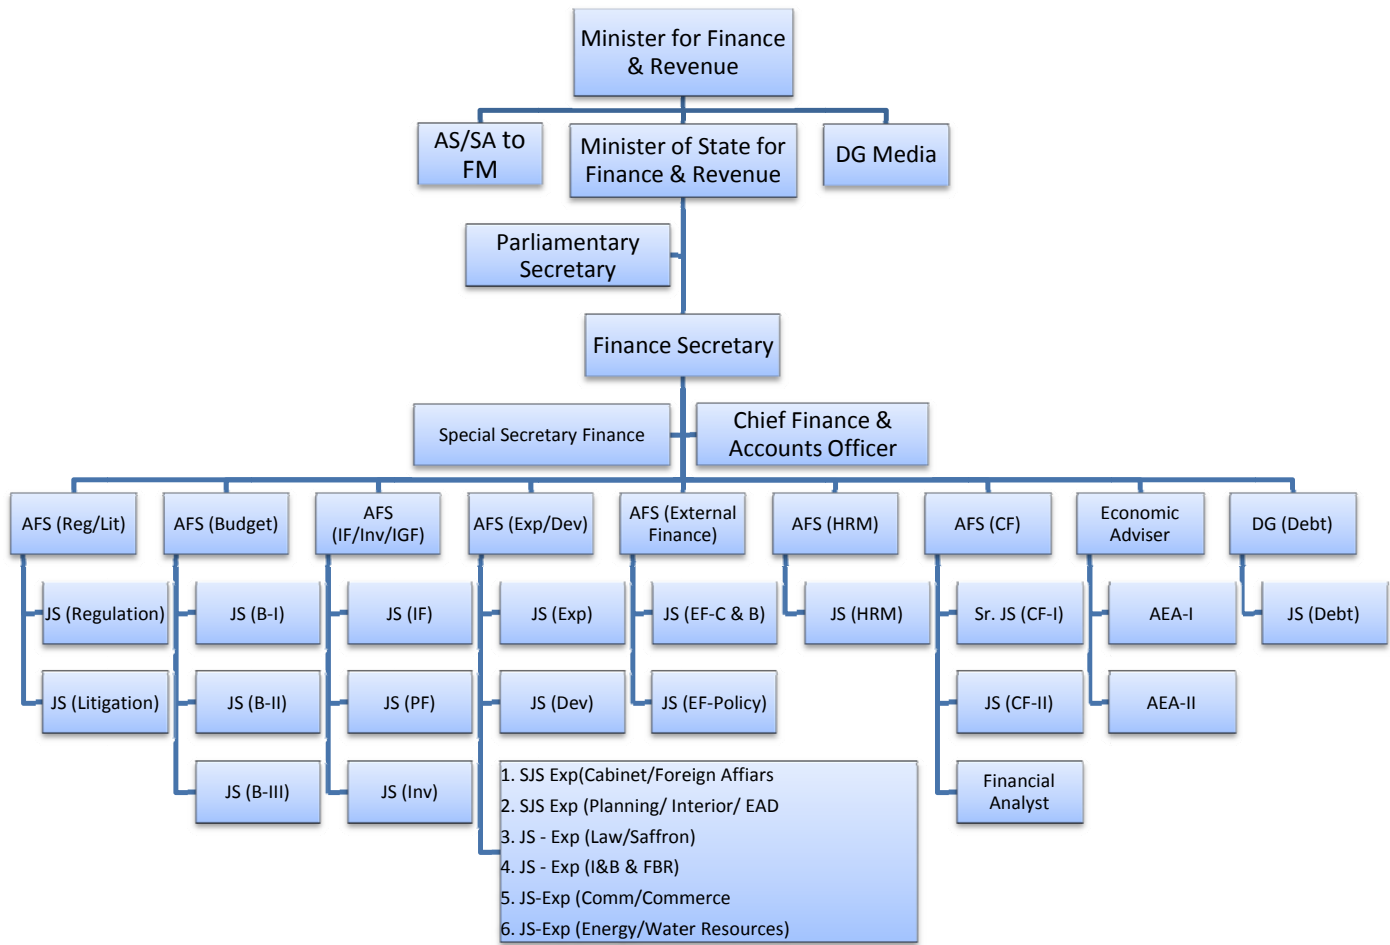 Minister for Finance
& Revenue
AS/SA to
FM
Minister of State for
Finance & Revenue
DG Media
Parliamentary
Secretary
Finance Secretary
Special Secretary Finance
Chief Finance &
Accounts Officer
AFS (Reg/Lit)
AFS (Budget)
AFS
(IF/Inv/IGF)
AFS (Exp/Dev)
AFS (External
Finance)
AFS (HRM)
AFS (CF)
Economic
Adviser
DG (Debt)
JS (Regulation)
JS (B-I)
JS (IF)
JS (Exp)
JS (EF-C & B)
JS (HRM)
Sr. JS (CF-I)
AEA-I
JS (Debt)
JS (Litigation)
JS (B-II)
JS (PF)
JS (Dev)
JS (EF-Policy)
JS (CF-II)
AEA-II
JS (B-III)
JS (Inv)
1. SJS Exp(Cabinet/Foreign Affiars
2. SJS Exp (Planning/ Interior/ EAD
3. JS - Exp (Law/Saffron)
4. JS - Exp (I&B & FBR)
5. JS-Exp (Comm/Commerce
6. JS-Exp (Energy/Water Resources)
Financial
Analyst